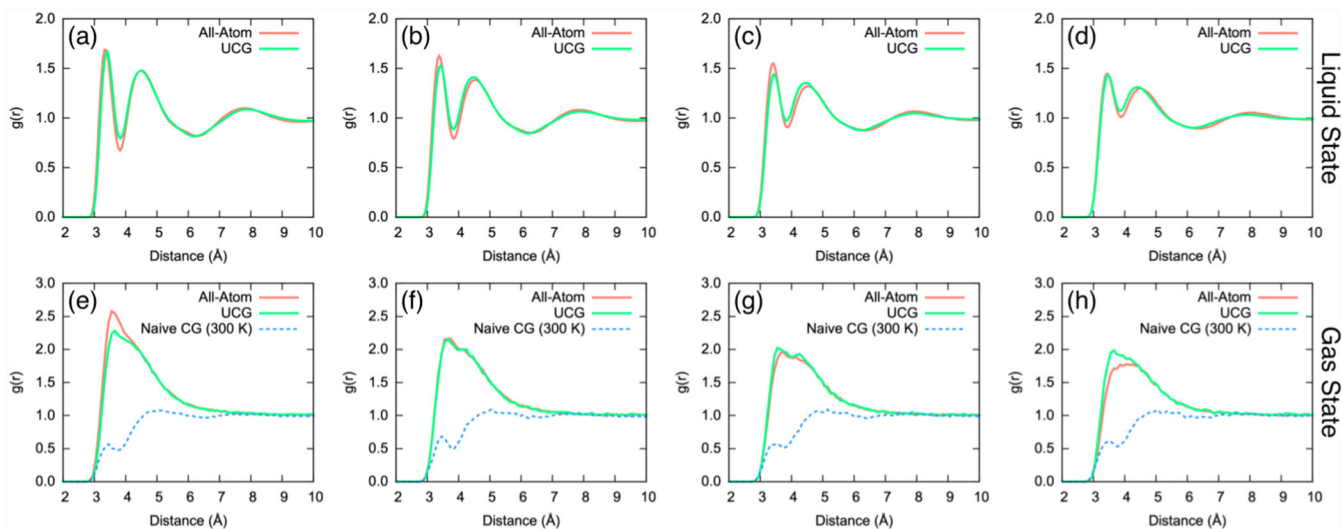 (a)
All-Atom
UCG
g(r)
2.0
1.5
1.0
0.5
0.0
2 3 4 5 6 7 8 9 10
Distance (Å)
(b)
All-Atom
UCG
g(r)
2.0
1.5
1.0
0.5
0.0
2 3 4 5 6 7 8 9 10
Distance (Å)
(c)
All-Atom
UCG
g(r)
2.0
1.5
1.0
0.5
0.0
2 3 4 5 6 7 8 9 10
Distance (Å)
(d)
All-Atom
UCG
g(r)
2.0
1.5
1.0
0.5
0.0
2 3 4 5 6 7 8 9 10
Distance (Å)
Liquid State
(e)
All-Atom
UCG
Naive CG (300 K)
g(r)
3.0
2.5
2.0
1.5
1.0
0.5
0.0
2 3 4 5 6 7 8 9 10
Distance (Å)
(f)
All-Atom
UCG
Naive CG (300 K)
g(r)
3.0
2.5
2.0
1.5
1.0
0.5
0.0
2 3 4 5 6 7 8 9 10
Distance (Å)
(g)
All-Atom
UCG
Naive CG (300 K)
g(r)
3.0
2.5
2.0
1.5
1.0
0.5
0.0
2 3 4 5 6 7 8 9 10
Distance (Å)
(h)
All-Atom
UCG
Naive CG (300 K)
g(r)
3.0
2.5
2.0
1.5
1.0
0.5
0.0
2 3 4 5 6 7 8 9 10
Distance (Å)
Gas State